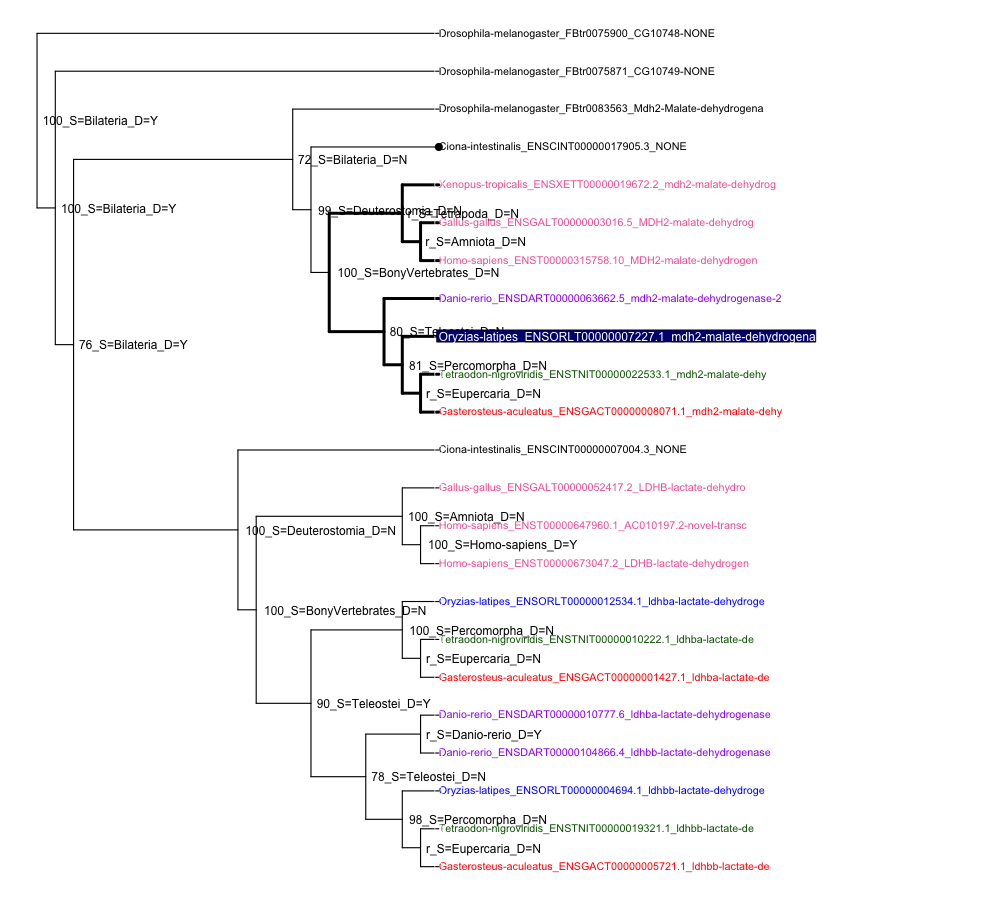 Drosophila-melanogaster_FBtr0075900_CG10748-NONE
Drosophila-melanogaster_FBtr0075871_CG10749-NONE
Drosophila-melanogaster_FBtr0083563_Mdh2-Malate-dehydrogena
100_S=Bilateria_D=Y
Ciona-intestinalis_ENSCINT00000017905.3_NONE
72_S=Bilateria_D=N
Xenopus-tropicalis_ENSXETT00000019672.2_mdh2-malate-dehydrog
100_S=Bilateria_D=Y
99_S=Deuterostomia_D=N
r_S=Tetrapoda_D=N
Gallus-gallus_ENSGALT00000003016.5_MDH2-malate-dehydrog
r_S=Amniota_D=N
Homo-sapiens_ENST00000315758.10_MDH2-malate-dehydrogen
100_S=BonyVertebrates_D=N
Danio-rerio_ENSDART00000063662.5_mdh2-malate-dehydrogenase-2
80_S=Teleostei_D=N
Oryzias-latipes_ENSORLT00000007227.1_mdh2-malate-dehydrogena
76_S=Bilateria_D=Y
81_S=Percomorpha_D=N
Tetraodon-nigroviridis_ENSTNIT00000022533.1_mdh2-malate-dehy
r_S=Eupercaria_D=N
Gasterosteus-aculeatus_ENSGACT00000008071.1_mdh2-malate-dehy
Ciona-intestinalis_ENSCINT00000007004.3_NONE
Gallus-gallus_ENSGALT00000052417.2_LDHB-lactate-dehydro
100_S=Amniota_D=N
Homo-sapiens_ENST00000647960.1_AC010197.2-novel-transc
100_S=Deuterostomia_D=N
100_S=Homo-sapiens_D=Y
Homo-sapiens_ENST00000673047.2_LDHB-lactate-dehydrogen
Oryzias-latipes_ENSORLT00000012534.1_ldhba-lactate-dehydroge
100_S=BonyVertebrates_D=N
100_S=Percomorpha_D=N
Tetraodon-nigroviridis_ENSTNIT00000010222.1_ldhba-lactate-de
r_S=Eupercaria_D=N
Gasterosteus-aculeatus_ENSGACT00000001427.1_ldhba-lactate-de
90_S=Teleostei_D=Y
Danio-rerio_ENSDART00000010777.6_ldhba-lactate-dehydrogenase
r_S=Danio-rerio_D=Y
Danio-rerio_ENSDART00000104866.4_ldhbb-lactate-dehydrogenase
78_S=Teleostei_D=N
Oryzias-latipes_ENSORLT00000004694.1_ldhbb-lactate-dehydroge
98_S=Percomorpha_D=N
Tetraodon-nigroviridis_ENSTNIT00000019321.1_ldhbb-lactate-de
r_S=Eupercaria_D=N
Gasterosteus-aculeatus_ENSGACT00000005721.1_ldhbb-lactate-de